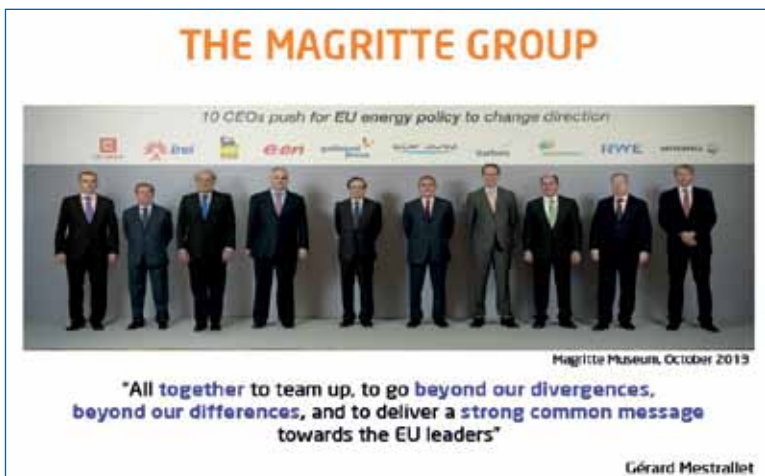 THE MAGRITTE GROUP
10 CEOs push for EU energy policy to change direction
enel
eni
e·on
RWE
Magritte Museum, October 2013
"All together to team up, to go beyond our divergences,
beyond our differences, and to deliver a strong common message
towards the EU leaders"
Gérard Mestrallet